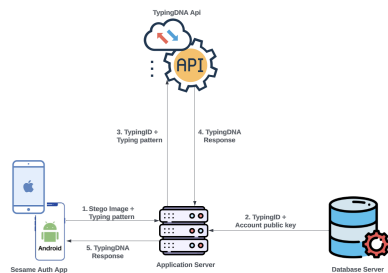 TypingDNA Api
API
3. TypingID +
Typing pattern
4. TypingDNA
Response
1. Stego Image +
Typing pattern
2. TypingID +
Account public key
Android
5. TypingDNA
Response
Sesame Auth App
Application Server
Database Server